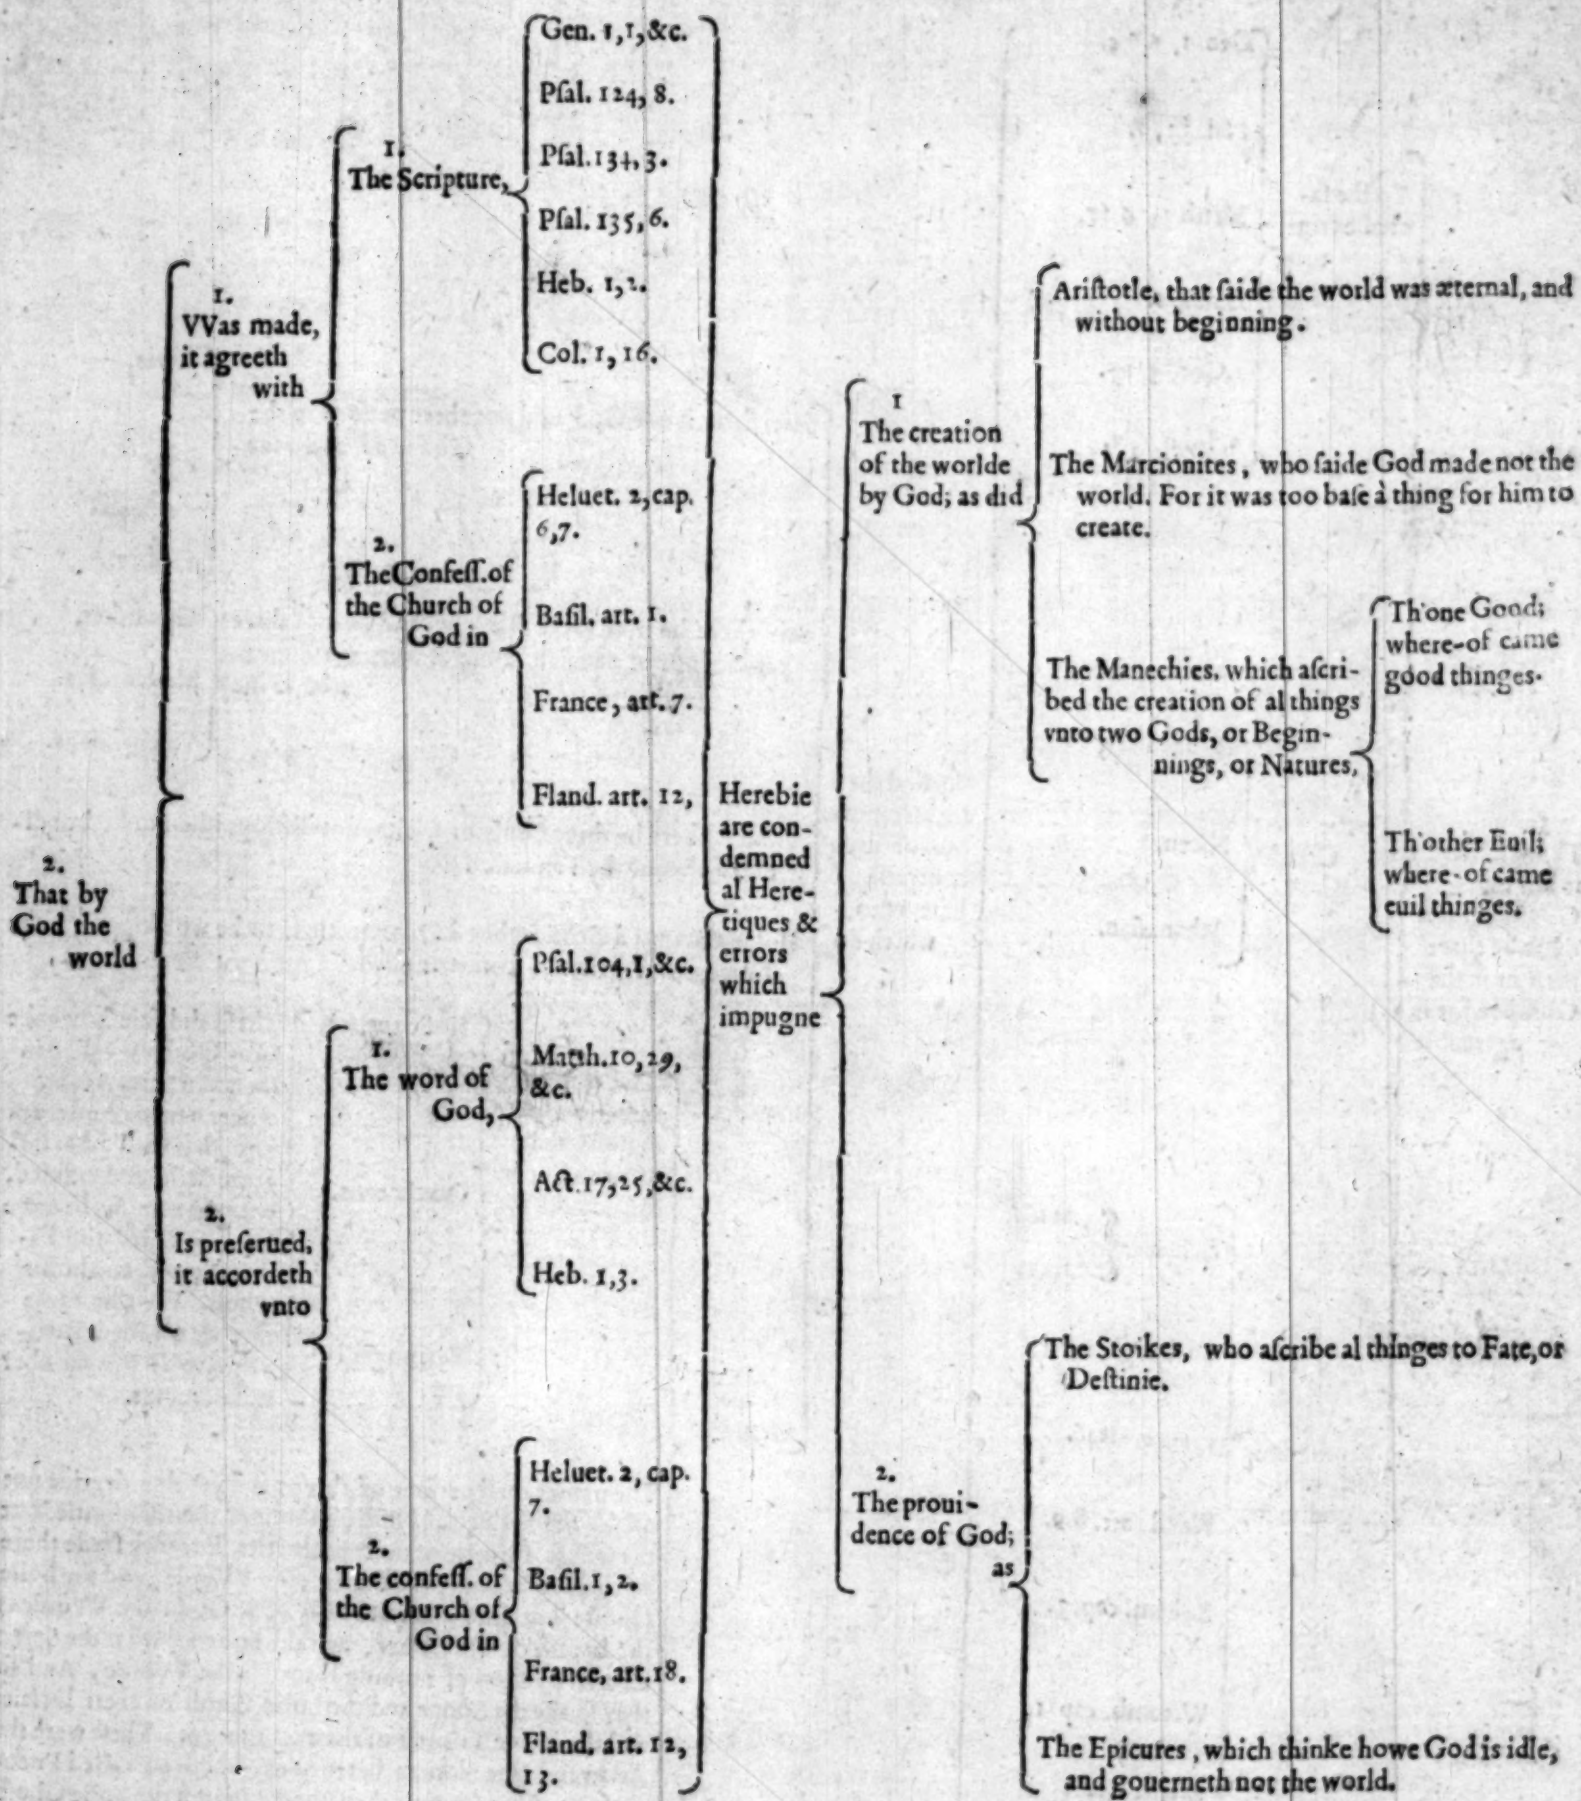 2.
That by
God the
world
1.
VVas made,
it agreeth
with
1.
The Scripture,
Gen. 1,1,&c.
Pſal. 124, 8.
Pſal. 134, 3.
Pſal. 135, 6.
Heb. 1,2.
Col. 1, 16.
2.
The Confeſſ. of
the Church of
God in
Heluet. 2, cap.
6,7.
Baſil. art. 1.
France, art. 7.
Fland. art. 12,
2.
Is preſerued,
it accordeth
vnto
1.
The word of
God,
Pſal. 104,1,&c.
Matth. 10,29,
&c.
Act. 17,25,&c.
Heb. 1,3.
2.
The confeſſ. of
the Church of
God in
Heluet. 2, cap.
7.
Baſil. 1, 2.
France, art. 18.
Fland. art. 12,
13.
Herebie
are con-
demned
al Here-
tiques &
errors
which
impugne
1
The creation
of the worlde
by God; as did
Ariſtotle, that ſaide the world was æternal, and
without beginning.
The Marcionites, who ſaide God made not the
world. For it was too baſe à thing for him to
create.
The Manechies, which aſcri-
bed the creation of al things
vnto two Gods, or Begin-
nings, or Natures,
Th'one Good;
where-of came
good thinges.
Th'other Euil;
where-of came
euil thinges.
2.
The proui-
dence of God;
as
The Stoikes, who aſcribe al thinges to Fate, or
Deſtinie.
The Epicures, which thinke howe God is idle,
and gouerneth not the world.